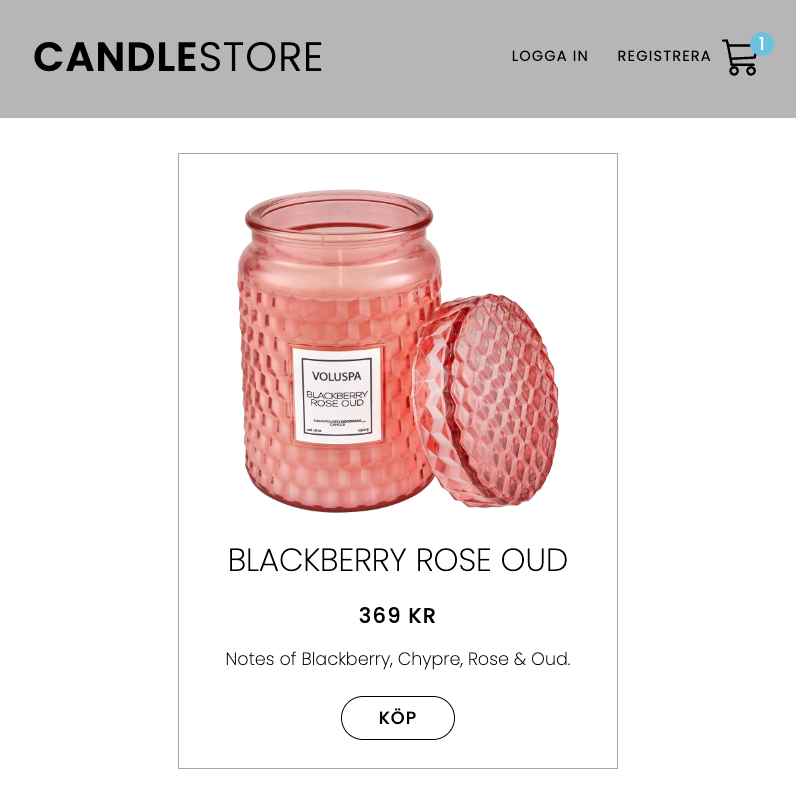 CANDLESTORE
LOGGA IN
REGISTRERA
1
VOLUSPA
BLACKBERRY
ROSE OUD
CANDLE
BLACKBERRY ROSE OUD
369 KR
Notes of Blackberry, Chypre, Rose & Oud.
KÖP